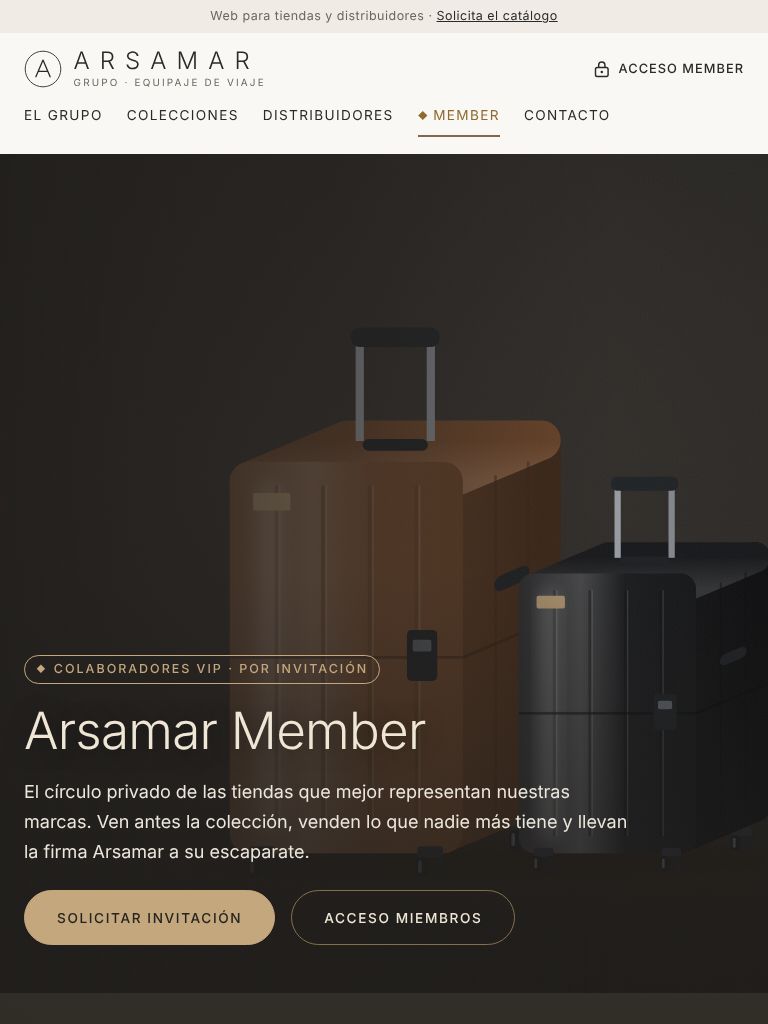 Web para tiendas y distribuidores · Solicita el catálogo
A ARSAMAR
GRUPO · EQUIPAJE DE VIAJE
ACCESO MEMBER
EL GRUPO COLECCIONES DISTRIBUIDORES ◆ MEMBER CONTACTO
◆ COLABORADORES VIP · POR INVITACIÓN
Arsamar Member
El círculo privado de las tiendas que mejor representan nuestras
marcas. Ven antes la colección, venden lo que nadie más tiene y llevan
la firma Arsamar a su escaparate.
SOLICITAR INVITACIÓN ACCESO MIEMBROS